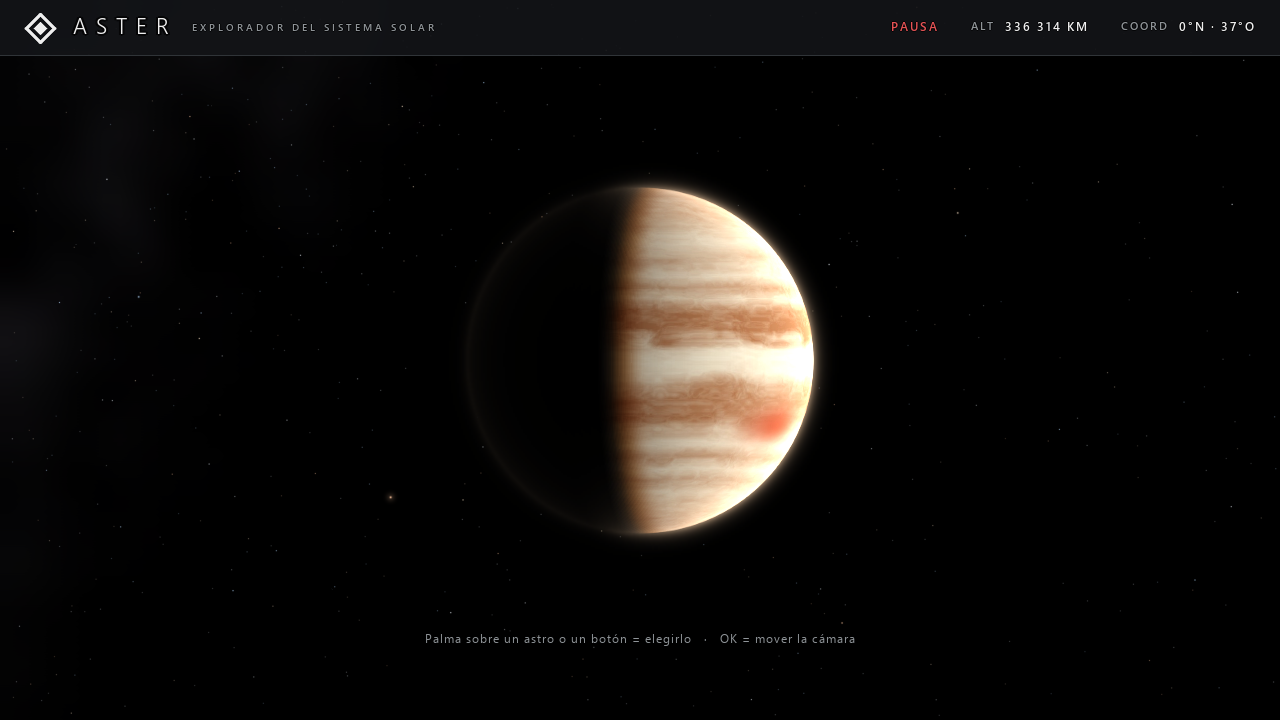 ASTER EXPLORADOR DEL SISTEMA SOLAR PAUSA ALT 336 314 KM COORD 0°N · 37°O
Palma sobre un astro o un botón = elegirlo · OK = mover la cámara